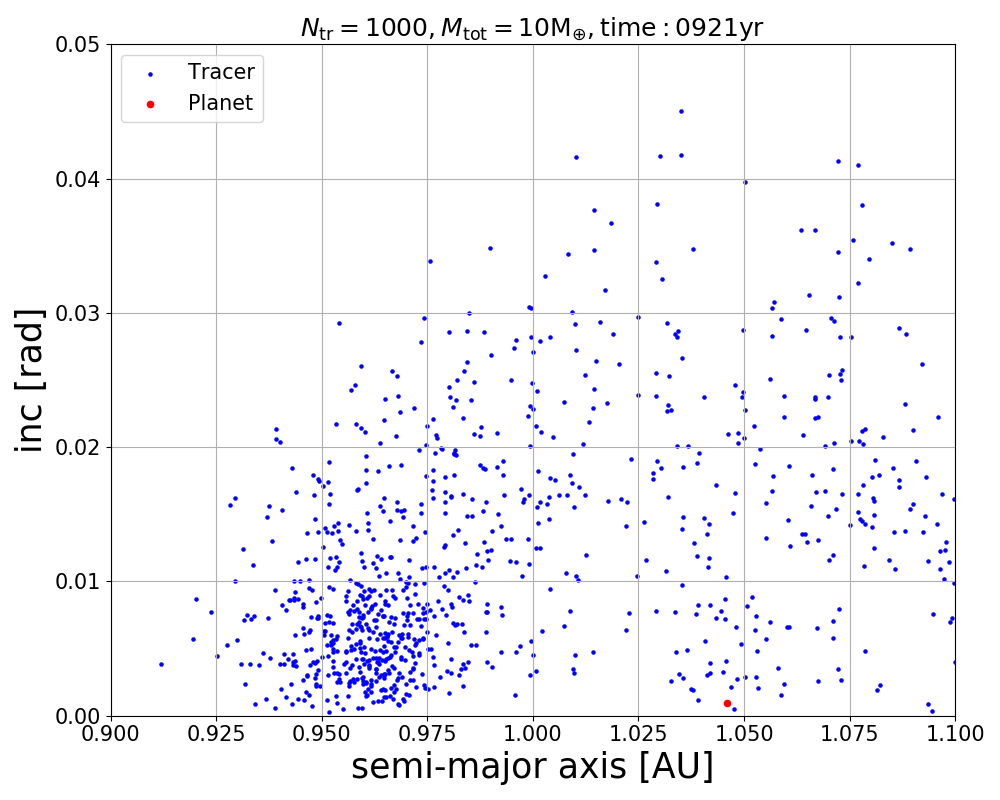 N_tr = 1000, M_tot = 10M_⊕, time : 0921yr
Tracer
Planet
0.05
0.04
0.03
0.02
0.01
0.00
inc [rad]
0.900 0.925 0.950 0.975 1.000 1.025 1.050 1.075 1.100
semi-major axis [AU]